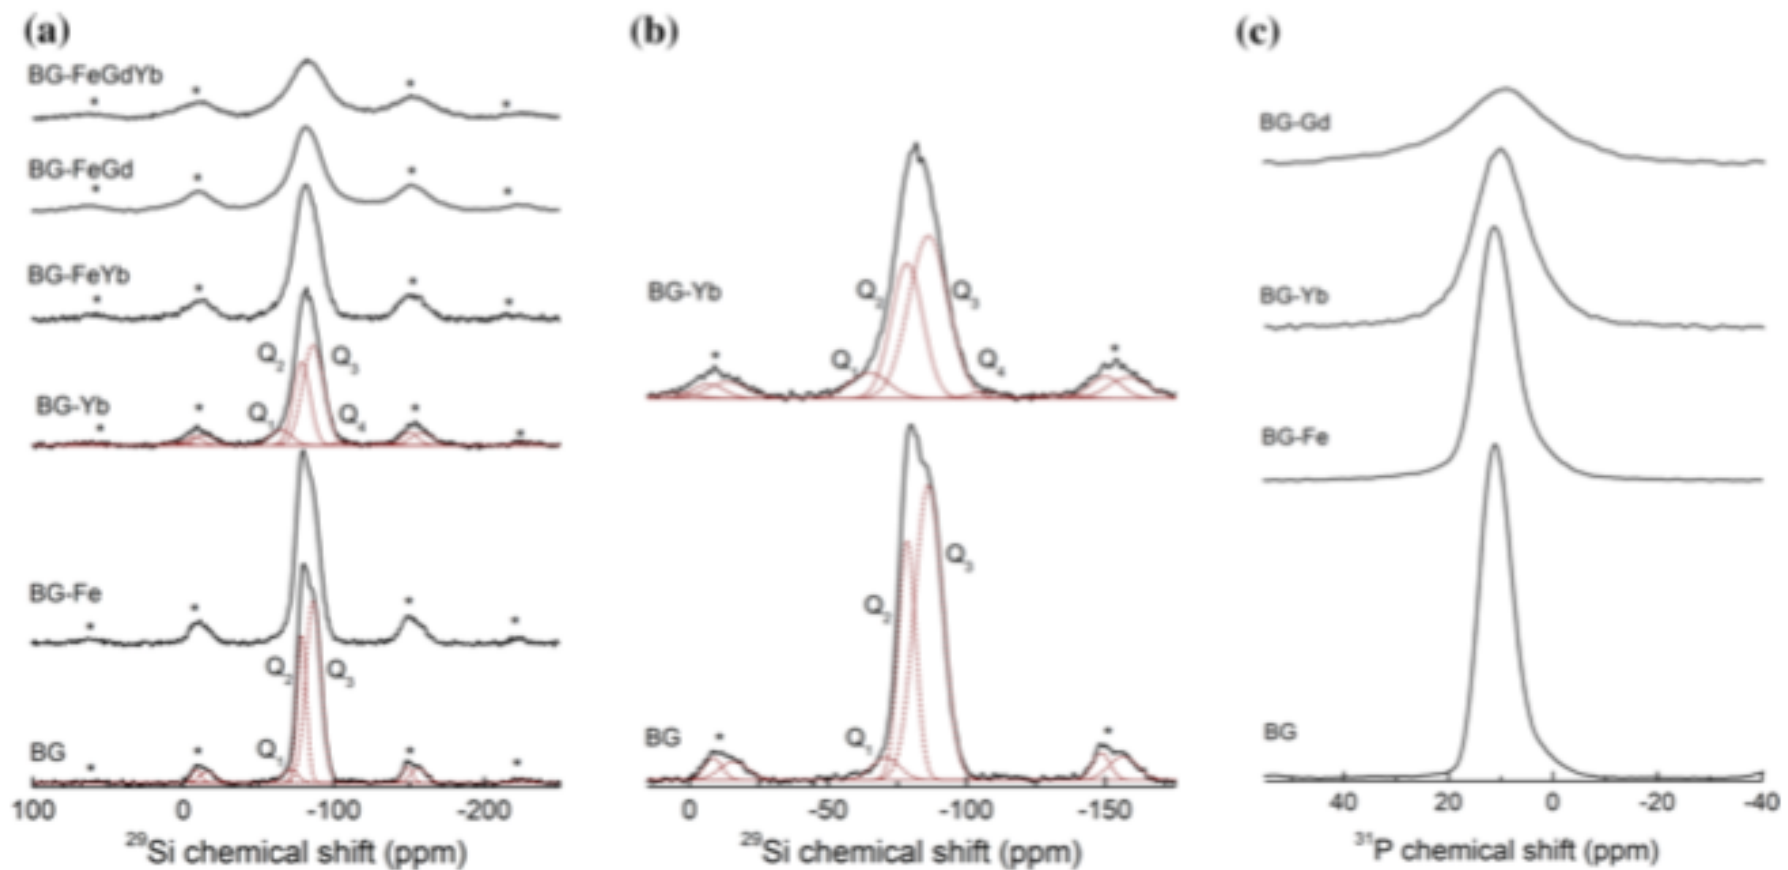 (a)
BG-FeGdYb
* * * *
BG-FeGd
* * * *
BG-FeYb
* * * *
Q2 Q3
BG-Yb
Q1 Q4
* * * *
BG-Fe
* * * *
Q2 Q3
BG
Q1
* * * *
100 0 -100 -200
29Si chemical shift (ppm)
(b)
Q2 Q3
BG-Yb
Q1 Q4
* *
Q3
Q2
BG
Q1
* *
0 -50 -100 -150
29Si chemical shift (ppm)
(c)
BG-Gd
BG-Yb
BG-Fe
BG
40 20 0 -20 -40
31P chemical shift (ppm)